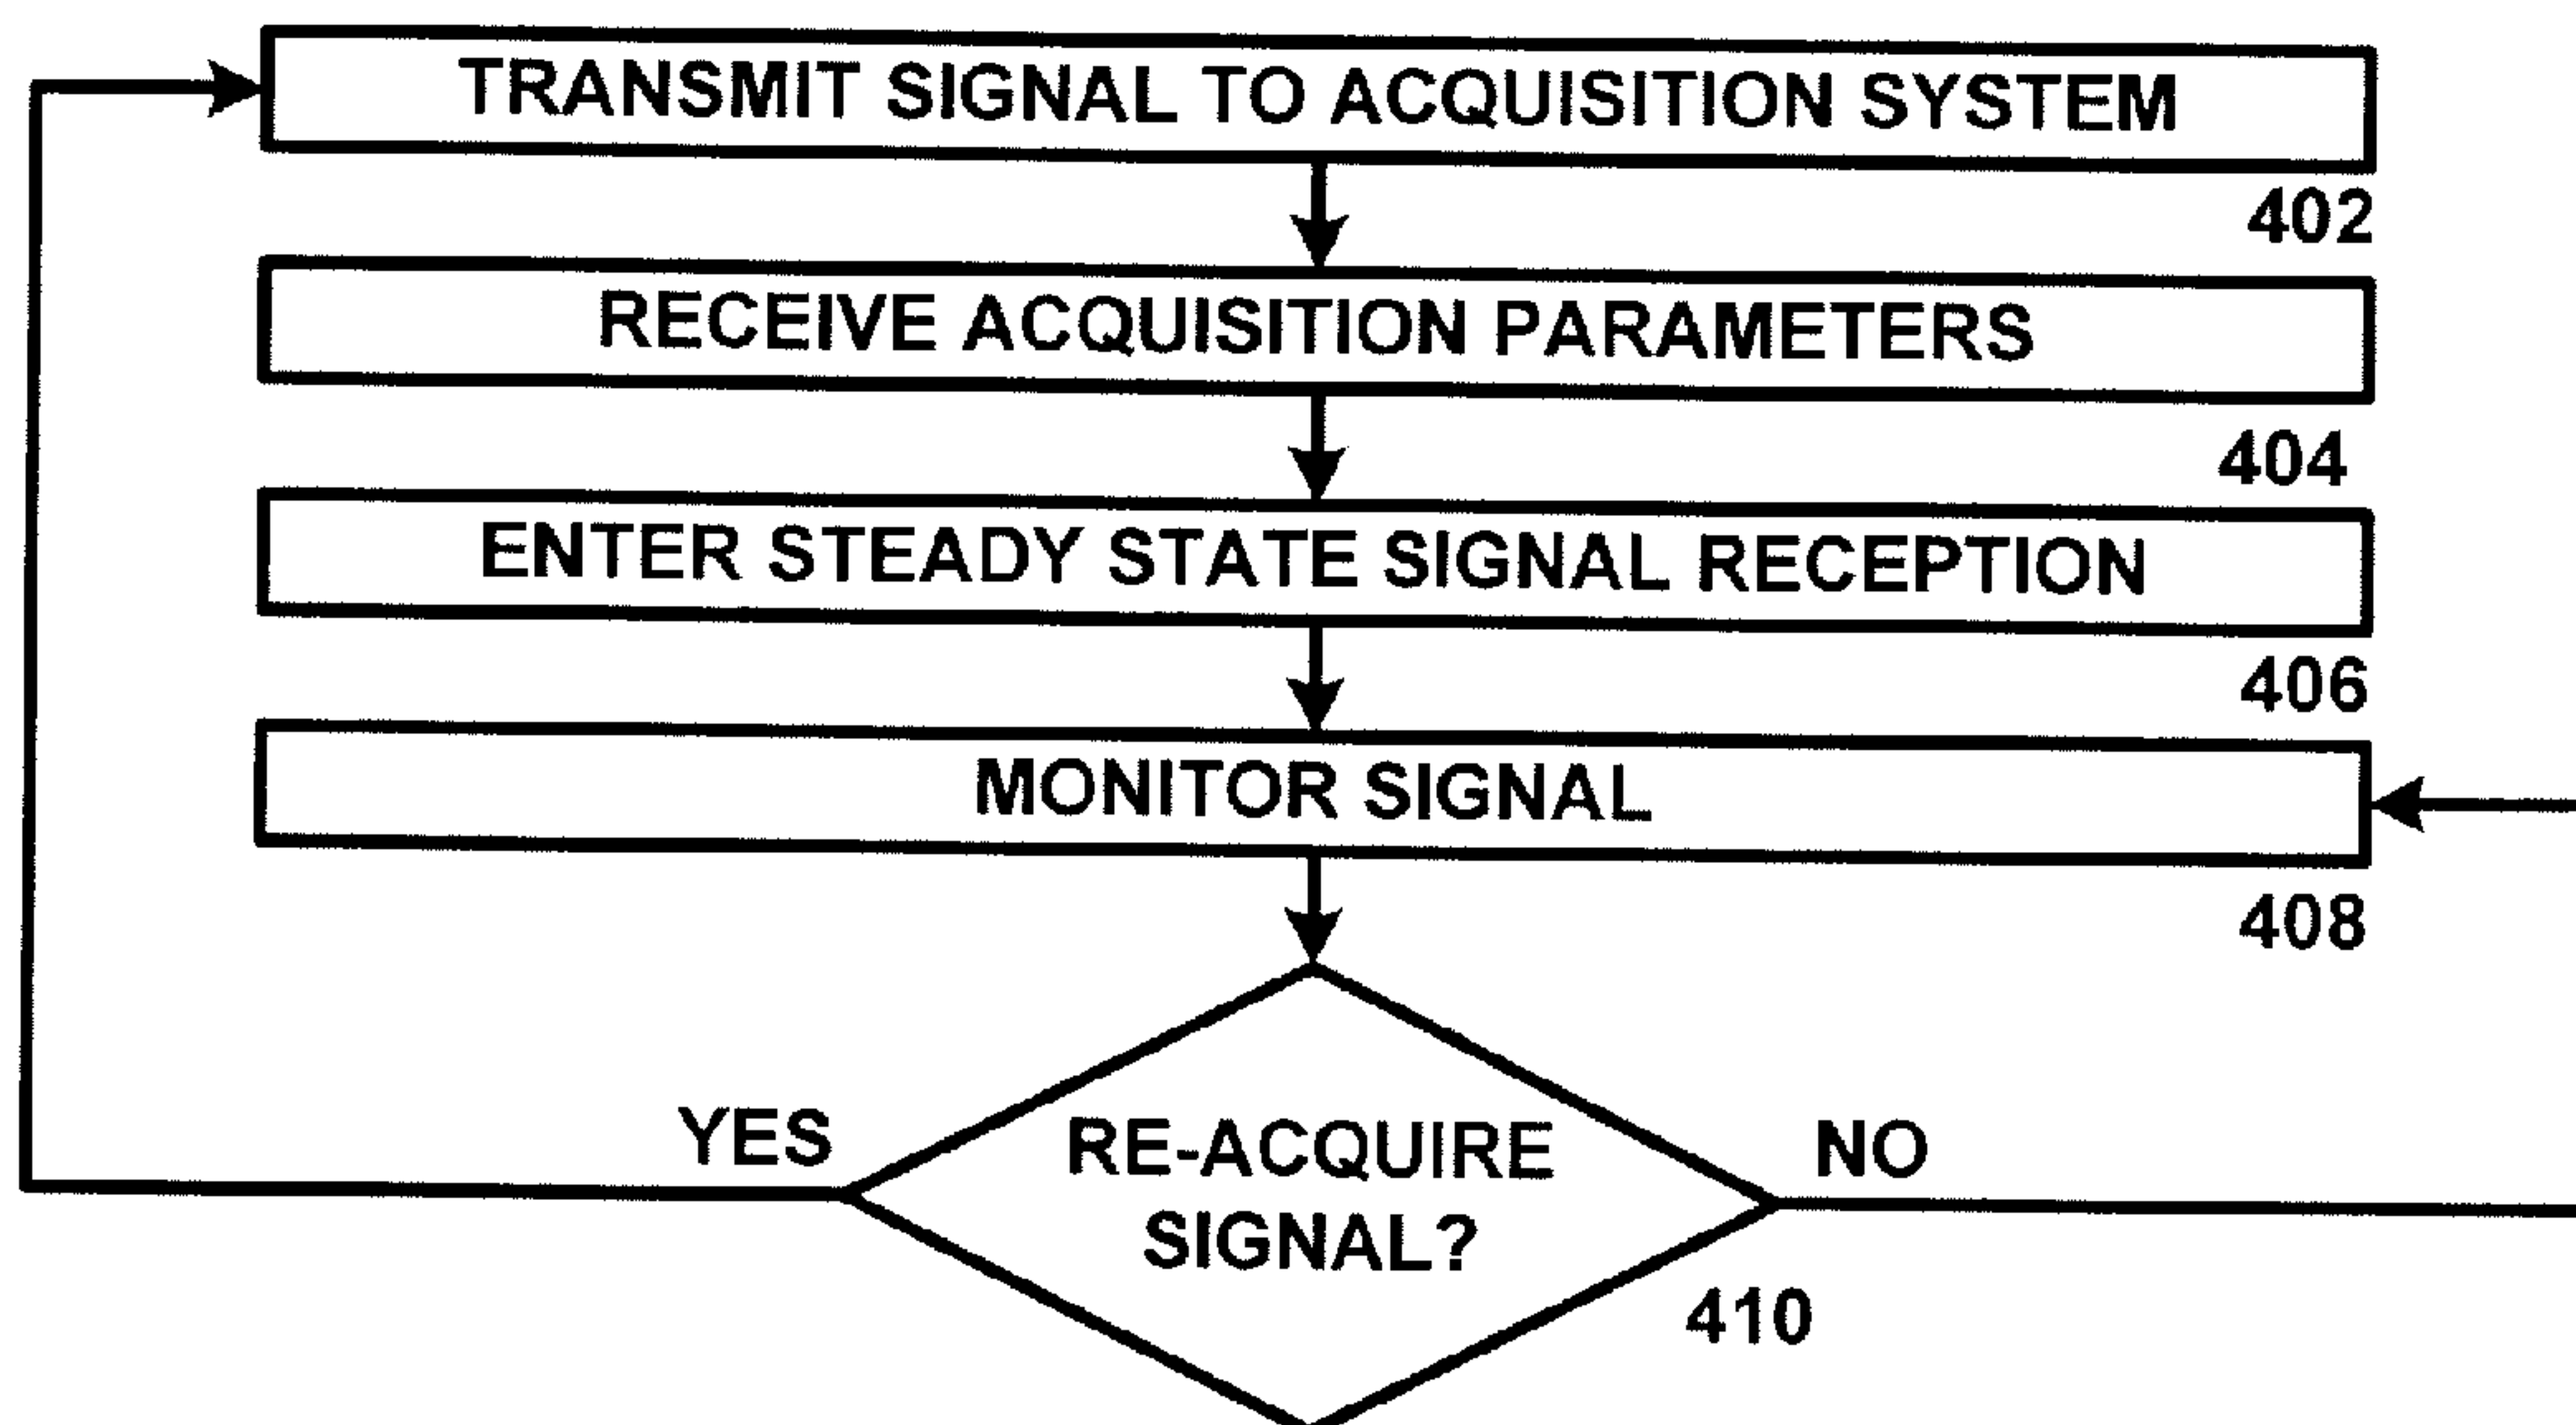 TRANSMIT SIGNAL TO ACQUISITION SYSTEM
402
RECEIVE ACQUISITION PARAMETERS
404
ENTER STEADY STATE SIGNAL RECEPTION
406
MONITOR SIGNAL
408
YES
RE-ACQUIRE
SIGNAL?
NO
410